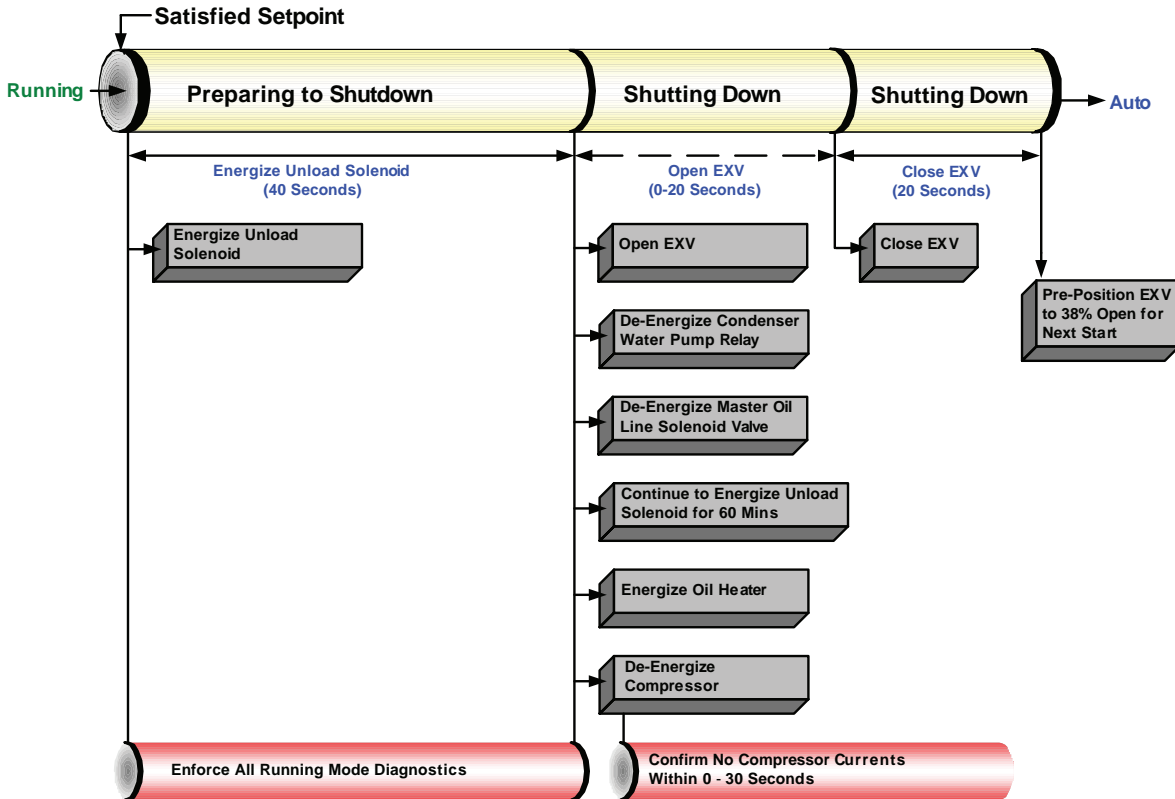 Satisfied Setpoint
Running
Preparing to Shutdown
Shutting Down
Shutting Down
Auto
Energize Unload Solenoid
(40 Seconds)
Open EXV
(0-20 Seconds)
Close EXV
(20 Seconds)
Energize Unload
Solenoid
Open EXV
Close EXV
Pre-Position EXV
to 38% Open for
Next Start
De-Energize Condenser
Water Pump Relay
De-Energize Master Oil
Line Solenoid Valve
Continue to Energize Unload
Solenoid for 60 Mins
Energize Oil Heater
De-Energize
Compressor
Enforce All Running Mode Diagnostics
Confirm No Compressor Currents
Within 0 - 30 Seconds